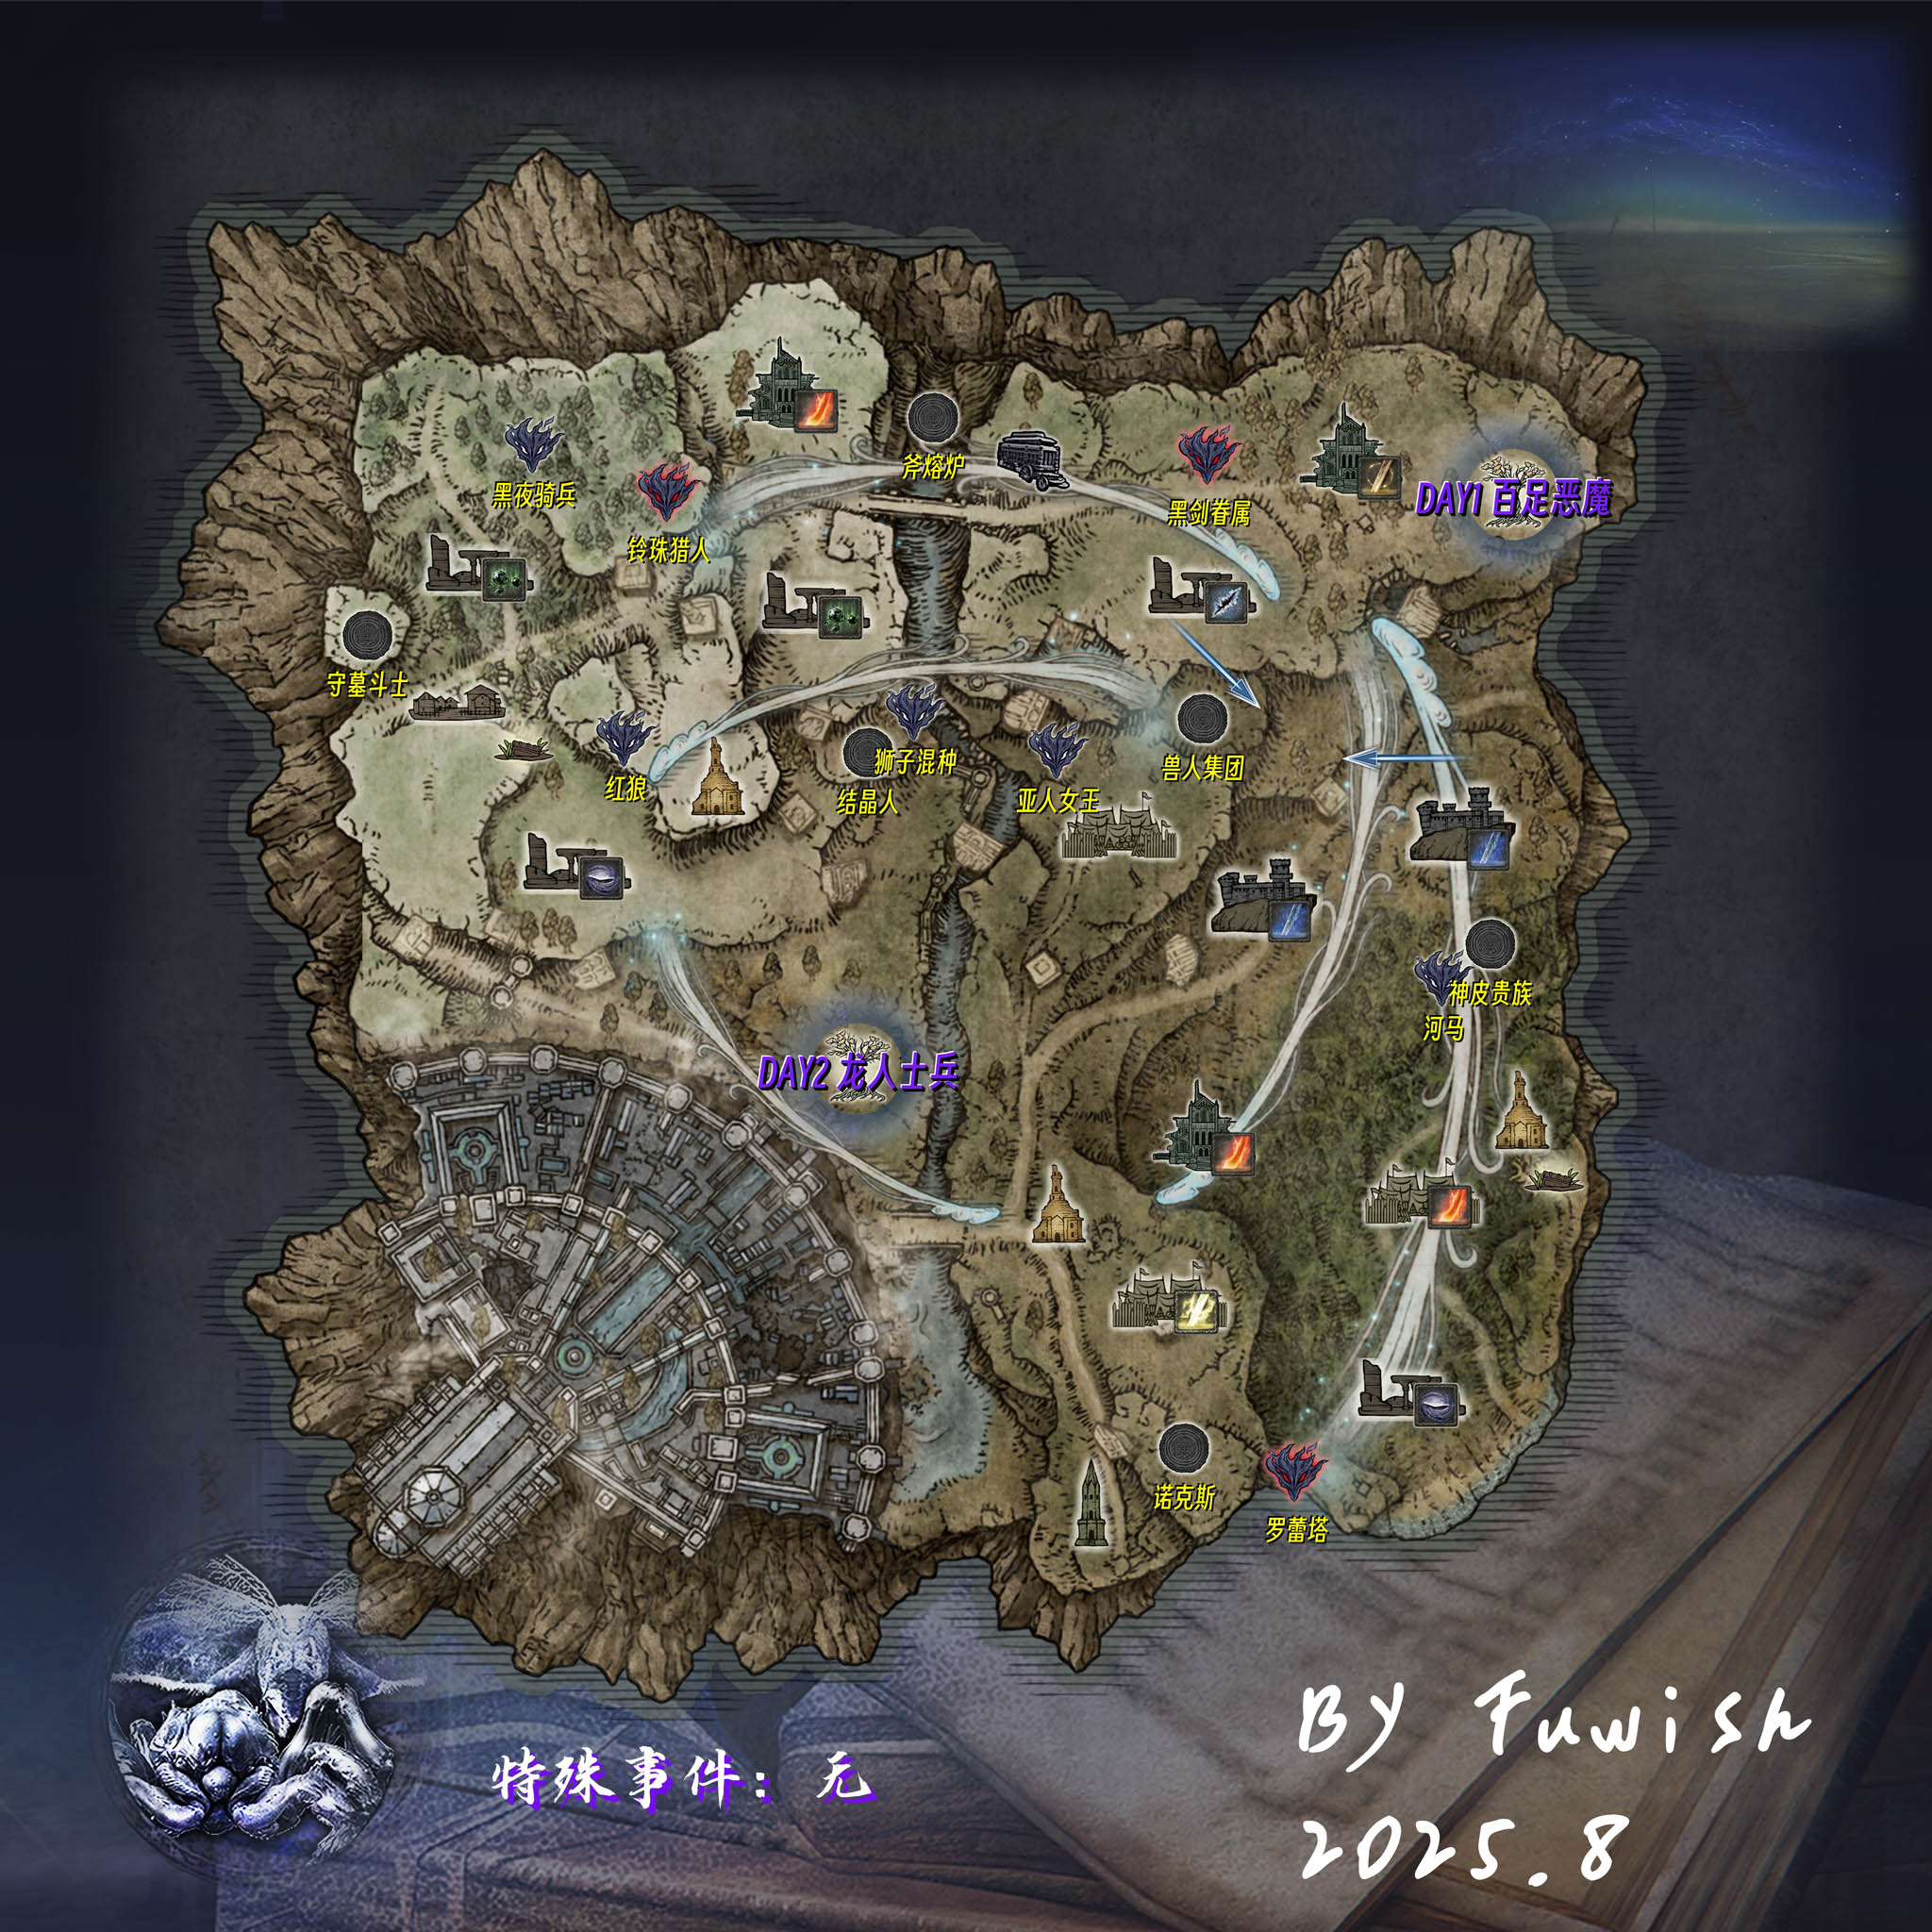 斧熔炉
黑夜骑兵
铃珠猎人
黑剑眷属
DAY1 百足恶魔
守墓斗士
红狼
狮子混种
结晶人
亚人女王
兽人集团
神皮贵族
河马
DAY2 龙人士兵
诺克斯
罗蕾塔
特殊事件：无
By Fuwish
2025.8